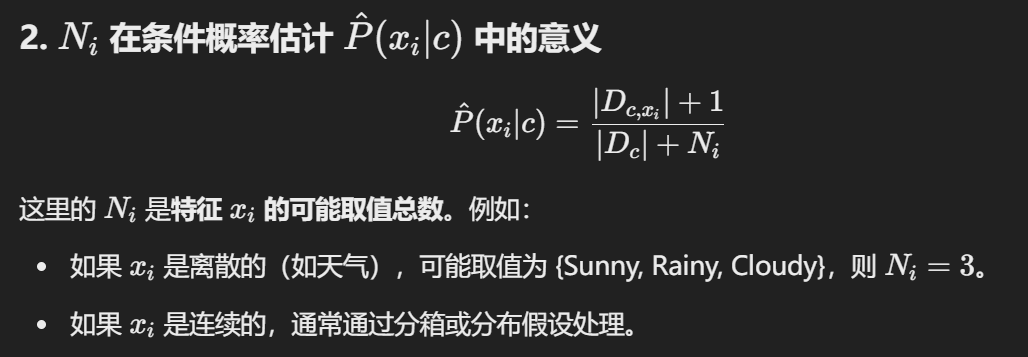 2. $N_i$ 在条件概率估计 $\hat{P}(x_i|c)$ 中的意义
$\hat{P}(x_i|c) = \frac{|D_{c,x_i}| + 1}{|D_c| + N_i}$
这里的 $N_i$ 是特征 $x_i$ 的可能取值总数。例如：
• 如果 $x_i$ 是离散的（如天气），可能取值为 {Sunny, Rainy, Cloudy}，则 $N_i = 3$。
• 如果 $x_i$ 是连续的，通常通过分箱或分布假设处理。